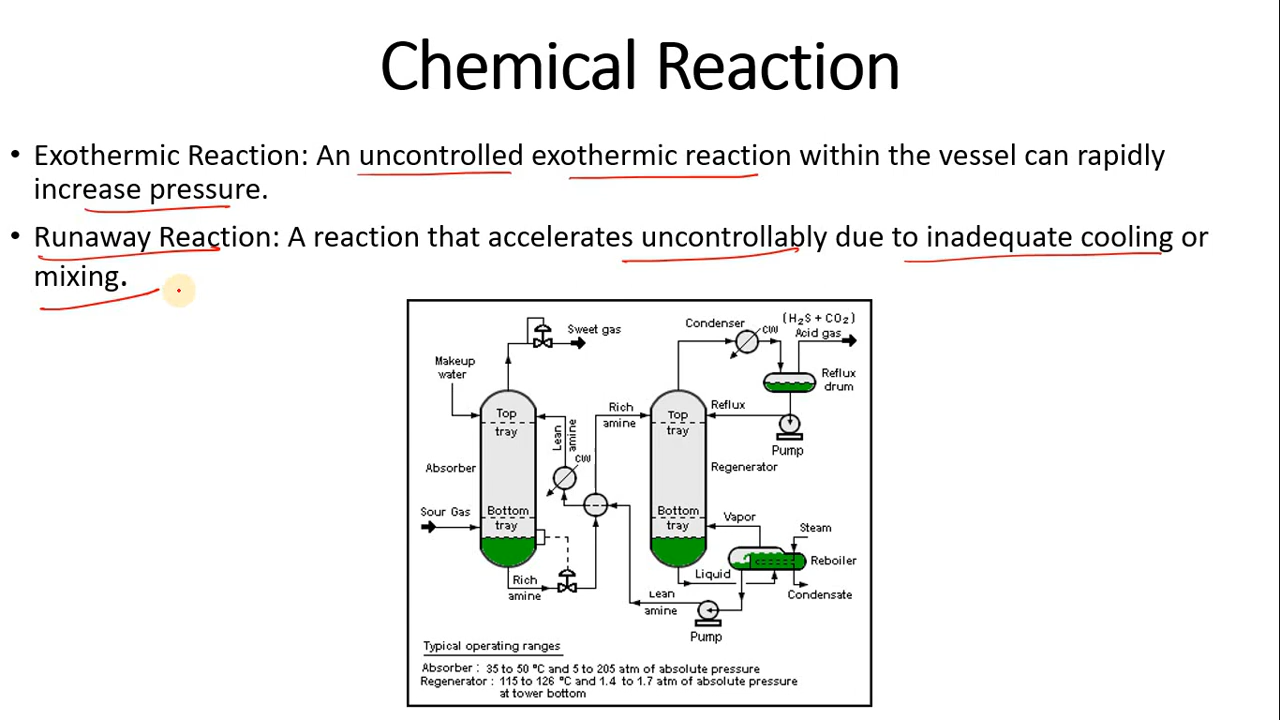 Chemical Reaction
• Exothermic Reaction: An uncontrolled exothermic reaction within the vessel can rapidly
increase pressure.
• Runaway Reaction: A reaction that accelerates uncontrollably due to inadequate cooling or
mixing.
Sweet gas
Makeup
water
Top
tray
Lean
amine
CW
Absorber
Sour Gas
Bottom
tray
Rich
amine
Condenser
CW
(H₂S + CO₂)
Acid gas
Reflux
drum
Rich
amine
Reflux
Top
tray
Pump
Regenerator
Bottom
tray
Vapor
Steam
Reboiler
Liquid
Condensate
Lean
amine
Pump
Typical operating ranges
Absorber : 35 to 50 °C and 5 to 205 atm of absolute pressure
Regenerator : 115 to 126 °C and 1.4 to 1.7 atm of absolute pressure
at tower bottom